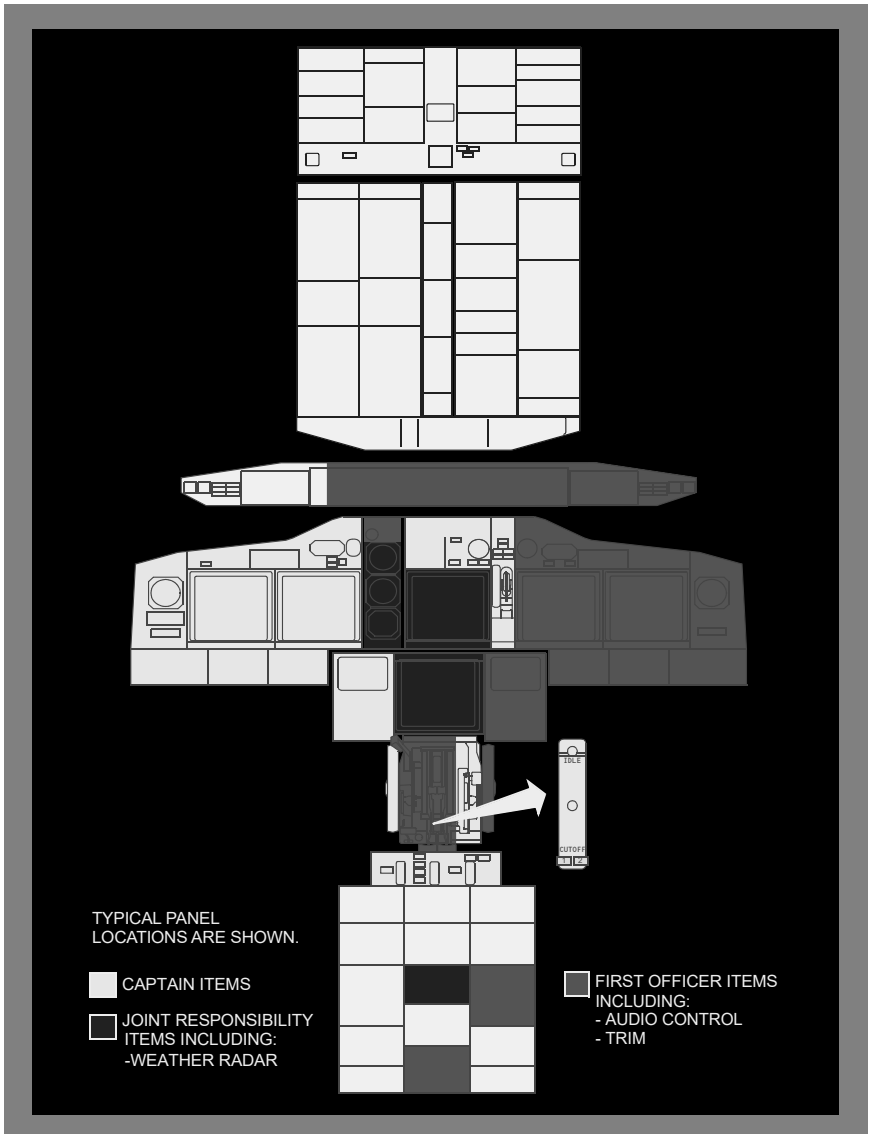 IDLE
CUTOFF
1 2
TYPICAL PANEL
LOCATIONS ARE SHOWN.
CAPTAIN ITEMS
JOINT RESPONSIBILITY
ITEMS INCLUDING:
-WEATHER RADAR
FIRST OFFICER ITEMS
INCLUDING:
- AUDIO CONTROL
- TRIM